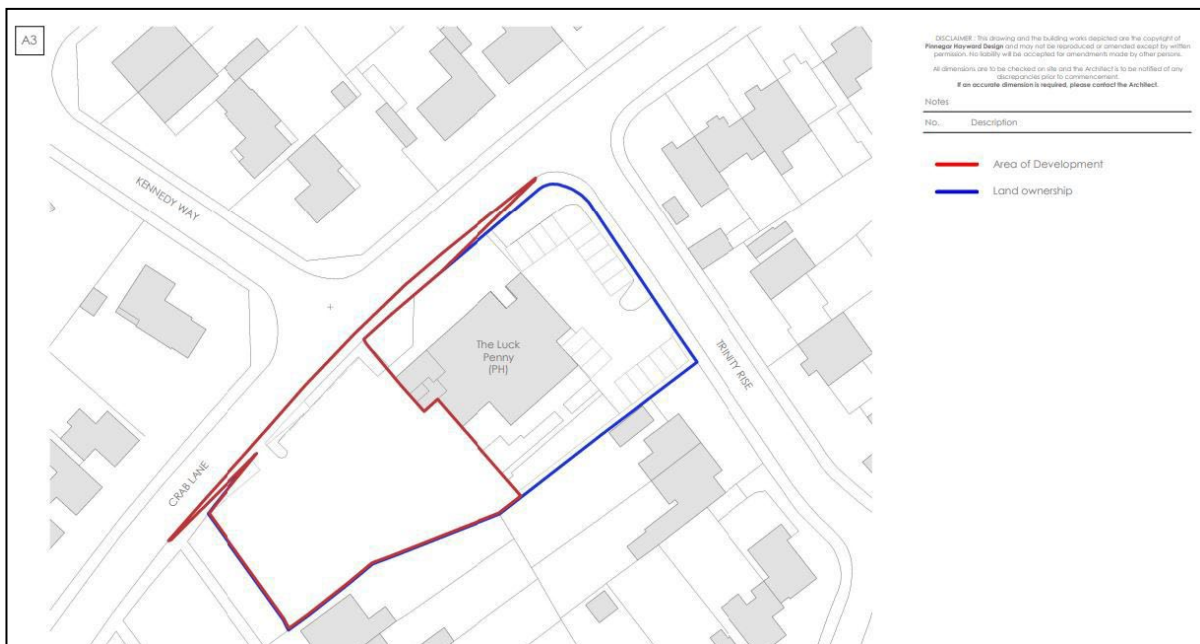 A3
DISCLAIMER : This drawing and the building works depicted are the copyright of
Finnegar Hayward Design and may not be reproduced or amended except by written
permission. No liability will be accepted for amendments made by other persons.
All dimensions are to be checked on site and the Architect is to be notified of any
discrepancies prior to commencement.
If an accurate dimension is required, please contact the Architect.
Notes
No. Description
Area of Development
Land ownership
KENNEDY WAY
The Luck
Penny
(PH)
TRINITY RISE
CRAB LANE